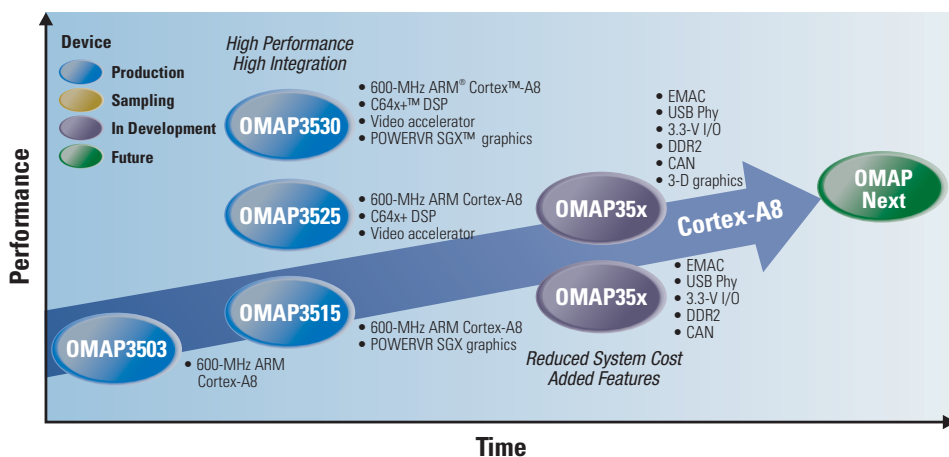 Device
Production
Sampling
In Development
Future
High Performance
High Integration
OMAP3530
• 600-MHz ARM® Cortex™-A8
• C64x+™ DSP
• Video accelerator
• POWERVR SGX™ graphics
OMAP3525
• 600-MHz ARM Cortex-A8
• C64x+ DSP
• Video accelerator
OMAP3515
• 600-MHz ARM Cortex-A8
• POWERVR SGX graphics
OMAP3503
• 600-MHz ARM
Cortex-A8
OMAP35x
• EMAC
• USB Phy
• 3.3-V I/O
• DDR2
• CAN
• 3-D graphics
OMAP35x
• EMAC
• USB Phy
• 3.3-V I/O
• DDR2
• CAN
Reduced System Cost
Added Features
Cortex-A8
OMAP
Next
Performance
Time